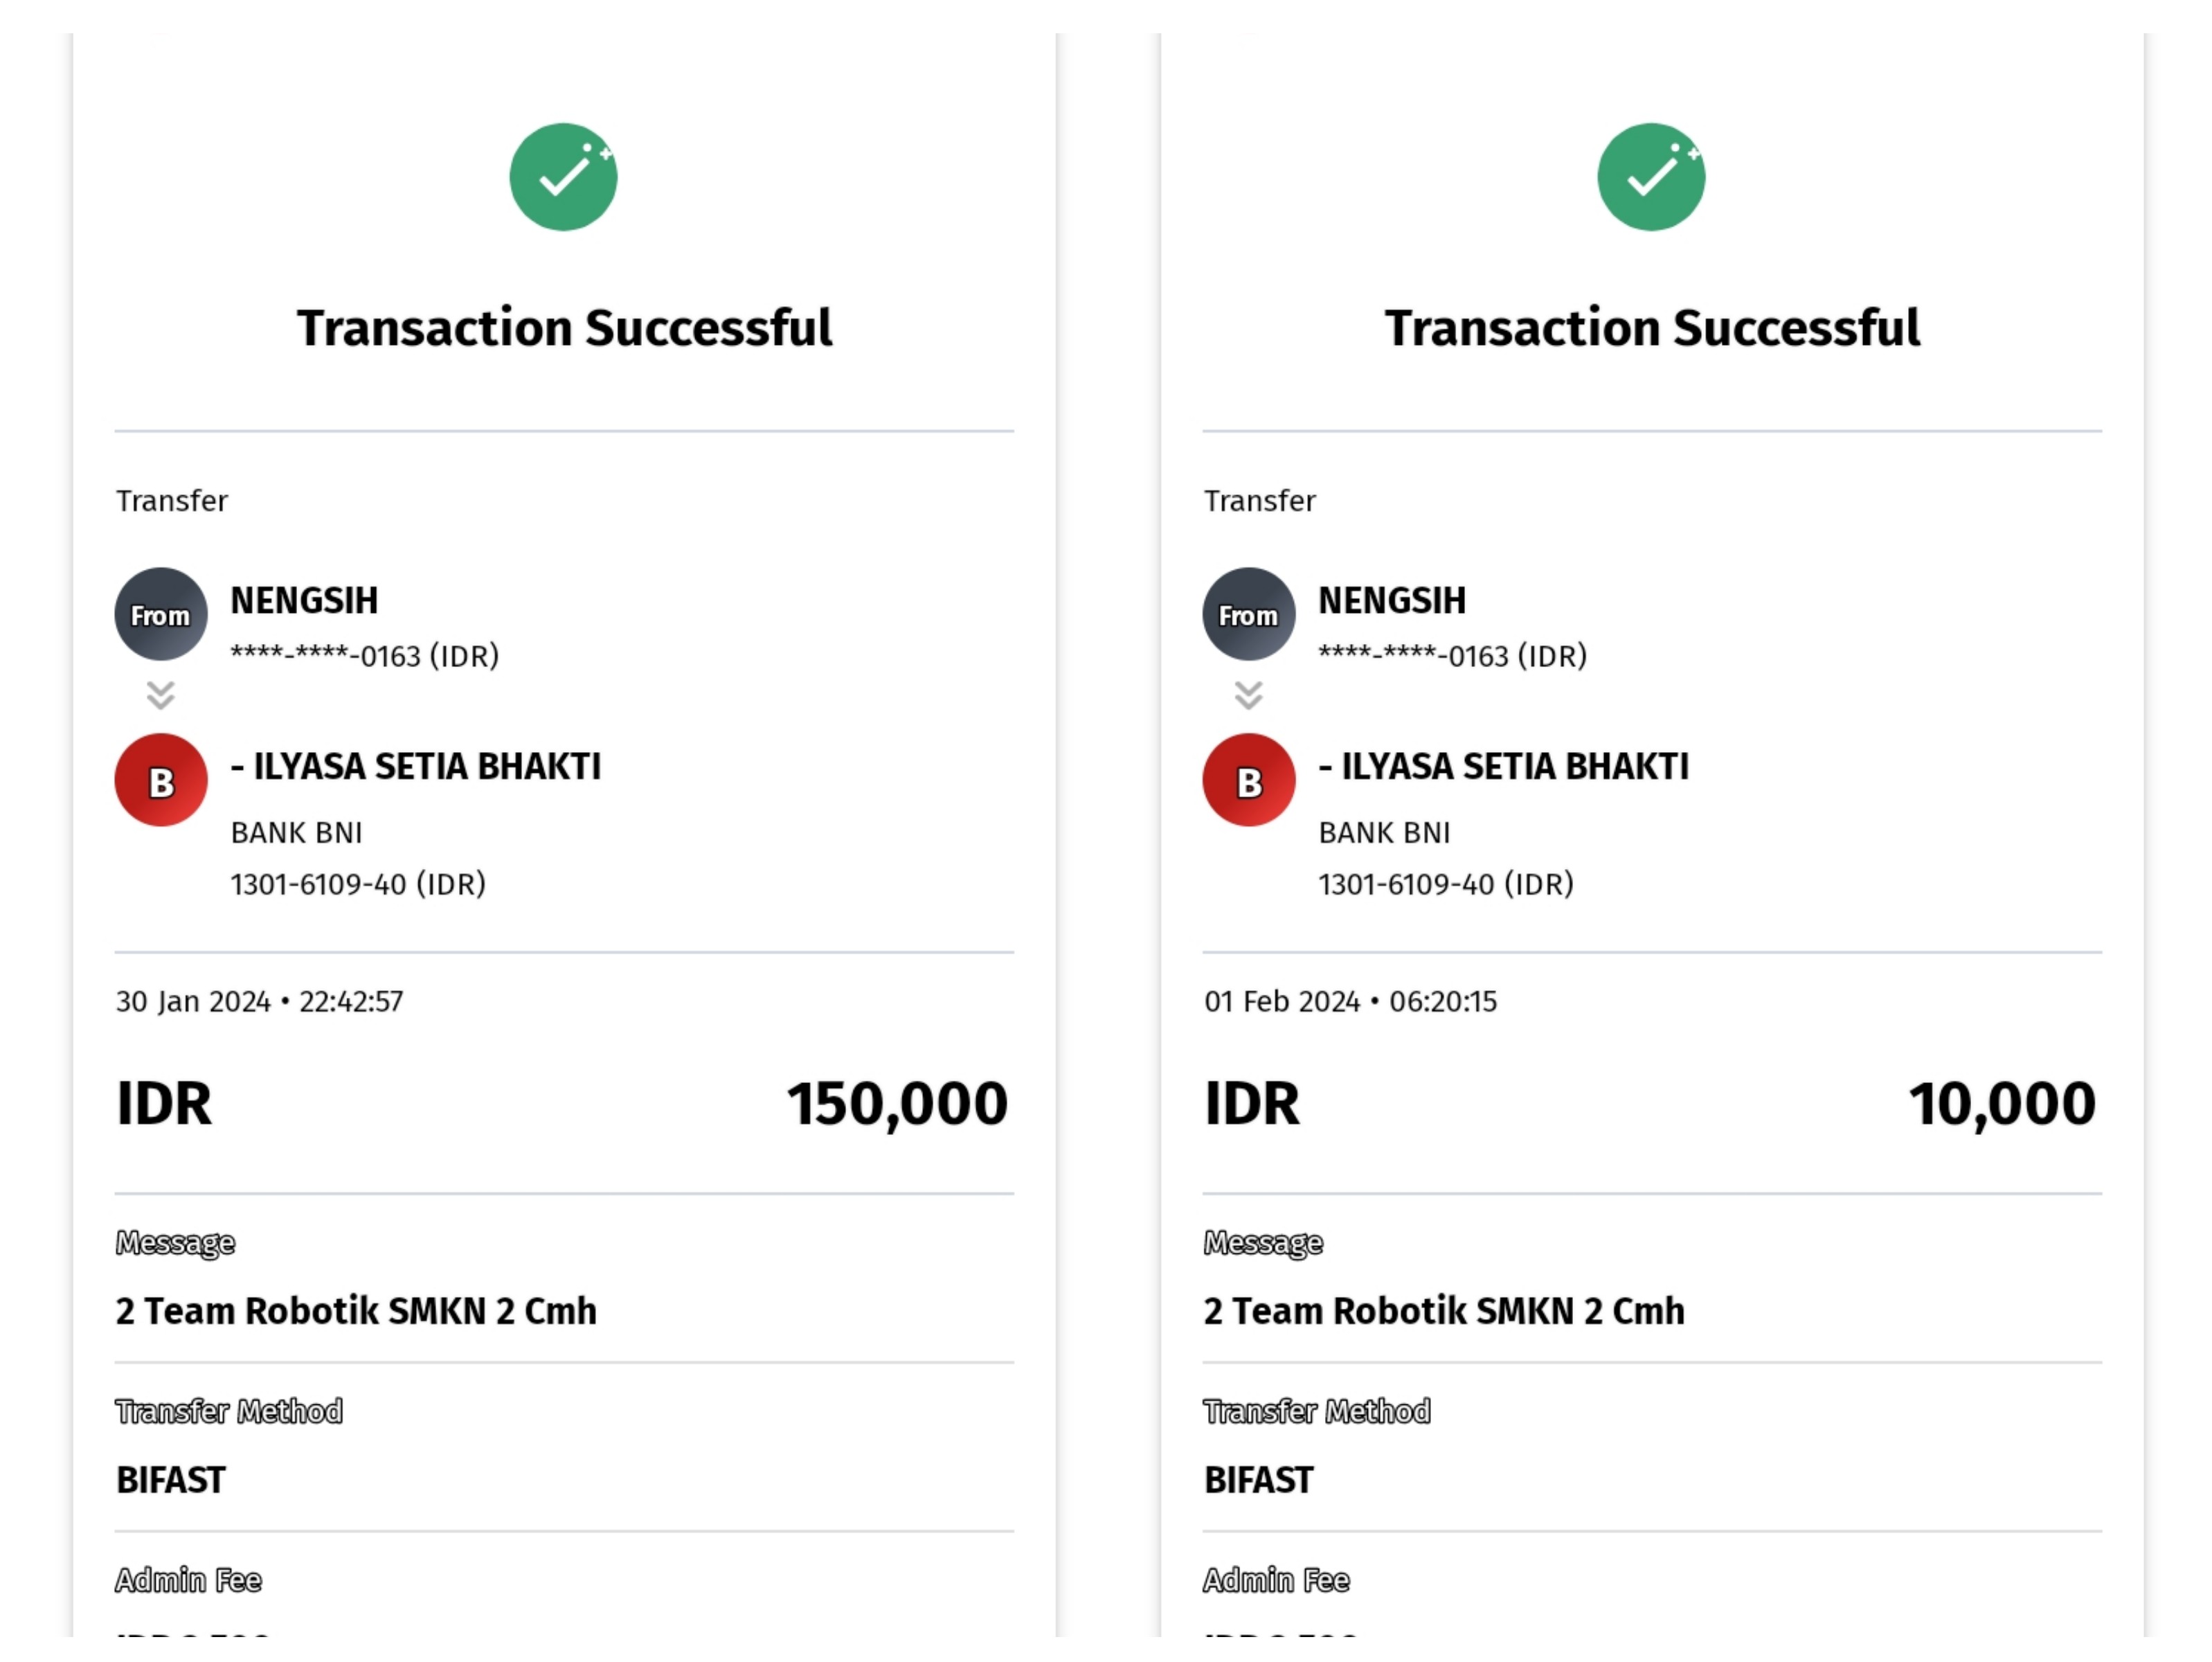 Transaction Successful
Transfer
From
NENGSIH
****-****-0163 (IDR)
B
- ILYASA SETIA BHAKTI
BANK BNI
1301-6109-40 (IDR)
30 Jan 2024 • 22:42:57
IDR 150,000
Message
2 Team Robotik SMKN 2 Cmh
Transfer Method
BIFAST
Admin Fee
Transaction Successful
Transfer
From
NENGSIH
****-****-0163 (IDR)
B
- ILYASA SETIA BHAKTI
BANK BNI
1301-6109-40 (IDR)
01 Feb 2024 • 06:20:15
IDR 10,000
Message
2 Team Robotik SMKN 2 Cmh
Transfer Method
BIFAST
Admin Fee